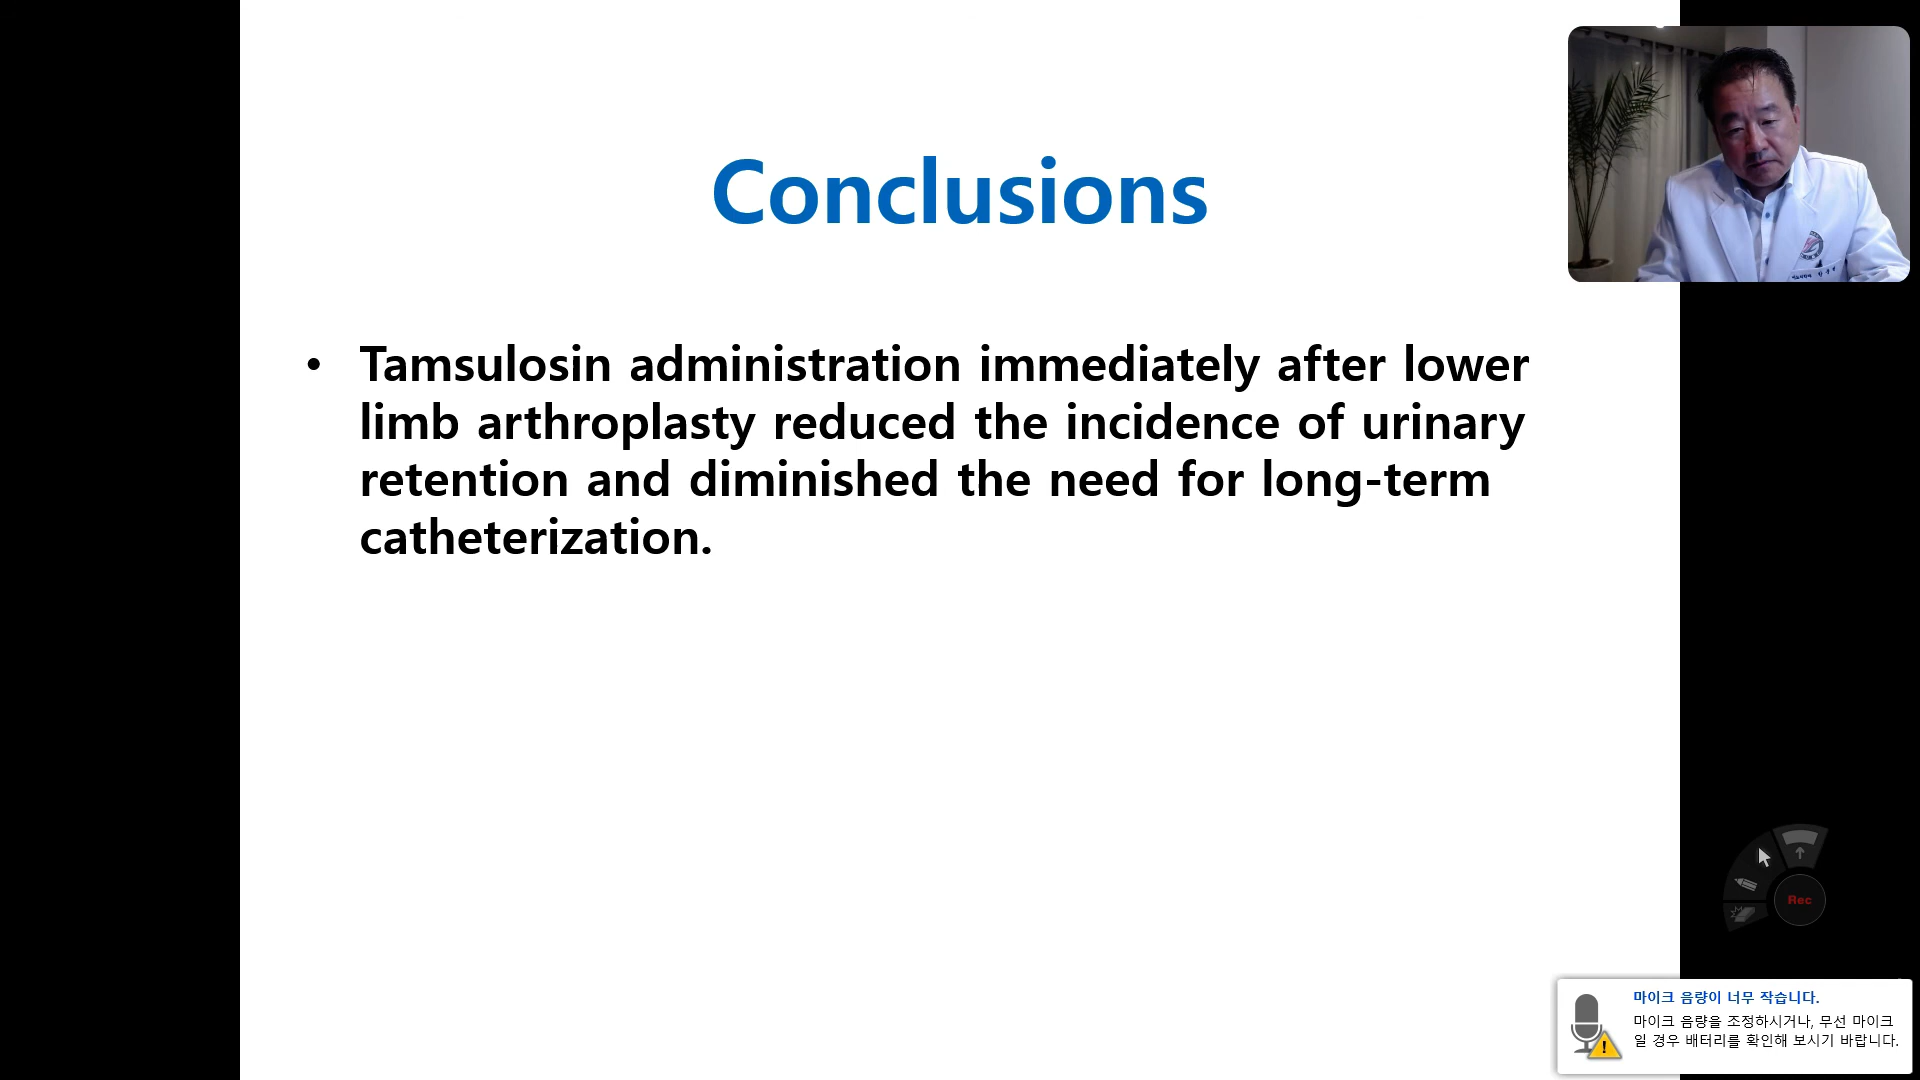 Conclusions
• Tamsulosin administration immediately after lower
limb arthroplasty reduced the incidence of urinary
retention and diminished the need for long-term
catheterization.
Rec
마이크 음량이 너무 작습니다.
마이크 음량을 조정하시거나, 무선 마이크
일 경우 배터리를 확인해 보시기 바랍니다.